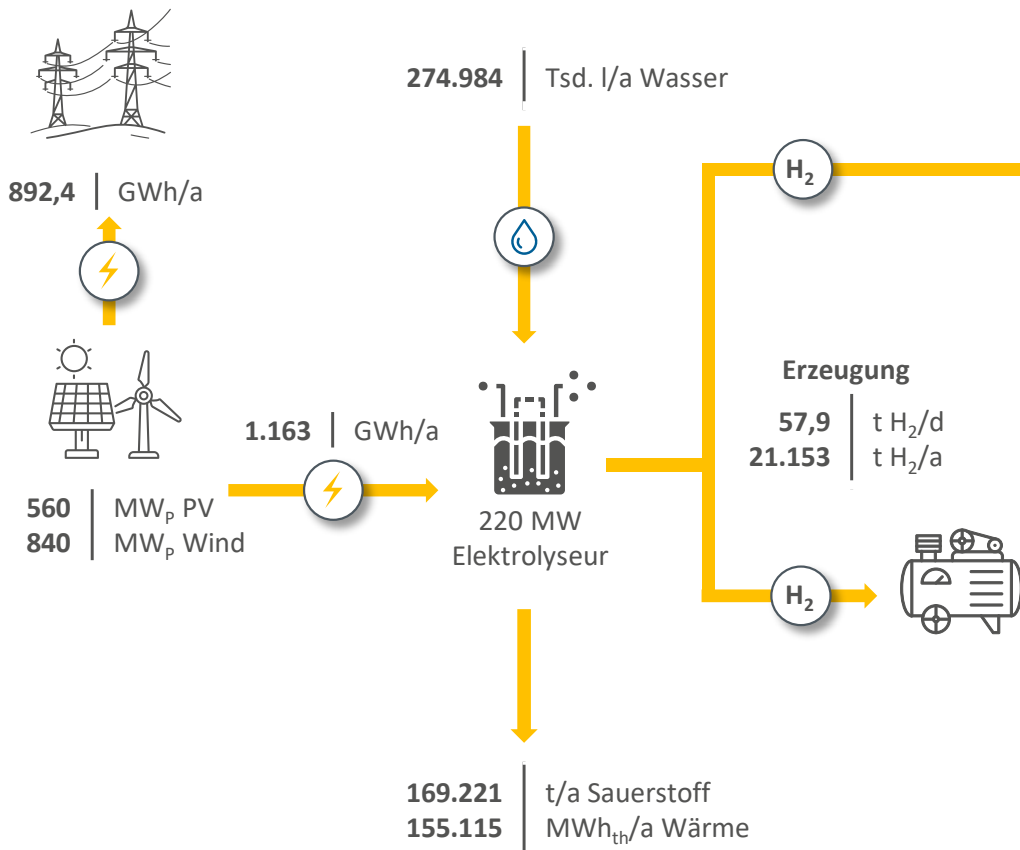 274.984 Tsd. l/a Wasser
H₂
892,4 GWh/a
Erzeugung
57,9 t H₂/d
21.153 t H₂/a
1.163 GWh/a
560 MWₚ PV
840 MWₚ Wind
220 MW
Elektrolyseur
H₂
169.221 t/a Sauerstoff
155.115 MWhₜₕ/a Wärme